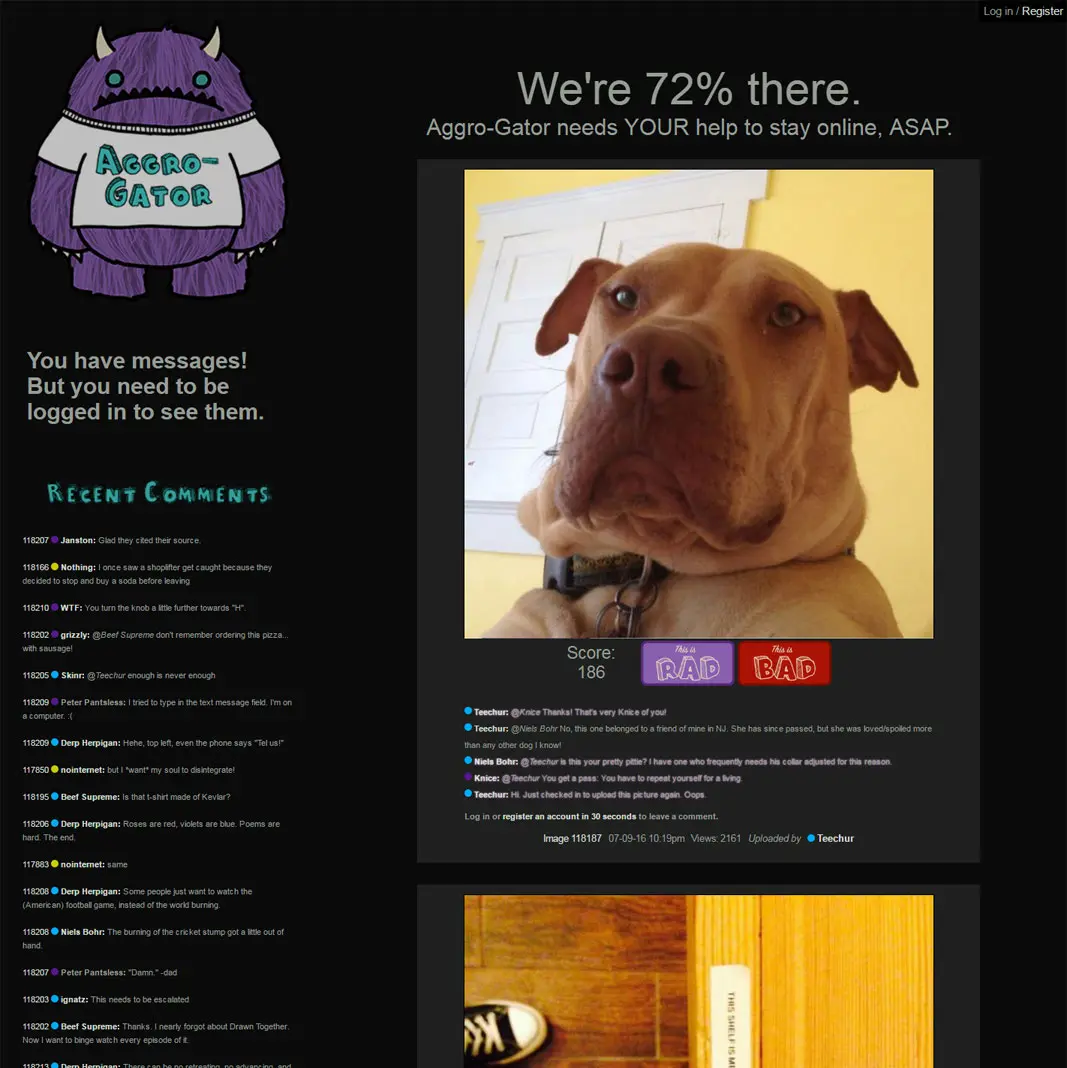 Log in / Register
AGGRO-
GATOR
We're 72% there.
Aggro-Gator needs YOUR help to stay online, ASAP.
You have messages!
But you need to be
logged in to see them.
RECENT COMMENTS
118207 Janston: Glad they cited their source.
118166 Nothing: I once saw a shoplifter get caught because they
decided to stop and buy a soda before leaving
118210 WTF: You turn the knob a little further towards "H".
118202 grizzly: @Beef Supreme don't remember ordering this pizza...
with sausage!
118205 Skinr: @Teechur enough is never enough
118209 Peter Pantsless: I tried to type in the text message field. I'm on
a computer. :(
118209 Derp Herpigan: Hehe, top left, even the phone says "Tel us!"
117850 nointernet: but I *want* my soul to disintegrate!
118195 Beef Supreme: Is that t-shirt made of Kevlar?
118206 Derp Herpigan: Roses are red, violets are blue. Poems are
hard. The end.
117883 nointernet: same
118208 Derp Herpigan: Some people just want to watch the
(American) football game, instead of the world burning.
118208 Niels Bohr: The burning of the cricket stump got a little out of
hand.
118207 Peter Pantsless: "Damn." -dad
118203 ignatz: This needs to be escalated
118202 Beef Supreme: Thanks. I nearly forgot about Drawn Together.
Now I want to binge watch every episode of it.
118213 Derp Herpigan: There can be no retreating, no advancing, and
Score:
186
This is
RAD
This is
BAD
Teechur: @Knice Thanks! That's very Knice of you!
Teechur: @Niels Bohr No, this one belonged to a friend of mine in NJ. She has since passed, but she was loved/spoiled more
than any other dog I know!
Niels Bohr: @Teechur is this your pretty pittie? I have one who frequently needs his collar adjusted for this reason.
Knice: @Teechur You get a pass: You have to repeat yourself for a living.
Teechur: Hi. Just checked in to upload this picture again. Oops.
Log in or register an account in 30 seconds to leave a comment.
Image 118187 07-09-16 10:19pm Views: 2161 Uploaded by Teechur
THIS SHELF IS